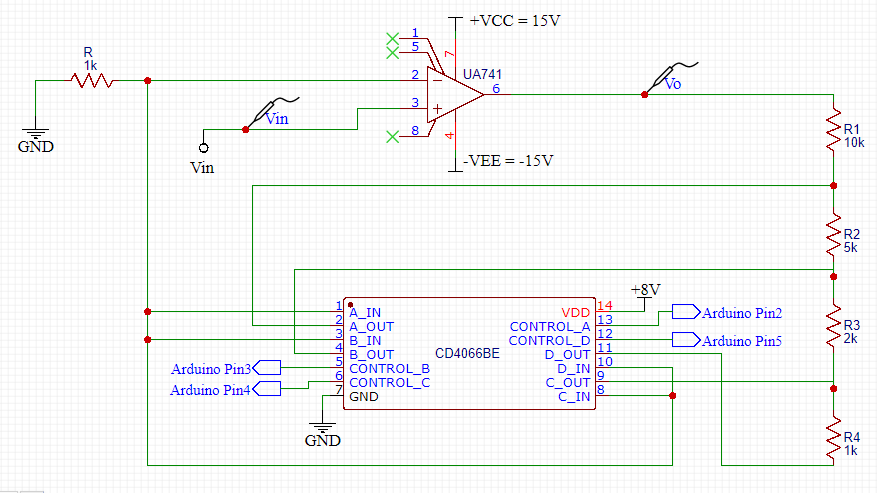 +VCC = 15V
1
5
7
R
1k
2
UA741
6
Vo
3
Vin
8
4
R1
10k
GND
Vin
-VEE = -15V
R2
5k
+8V
1
A_IN
VDD
14
Arduino Pin2
2
A_OUT
CONTROL_A
13
R3
2k
3
B_IN
CONTROL_D
12
Arduino Pin5
4
B_OUT
CD4066BE
D_OUT
11
Arduino Pin3
5
CONTROL_B
D_IN
10
Arduino Pin4
6
CONTROL_C
C_OUT
9
7
GND
C_IN
8
GND
R4
1k